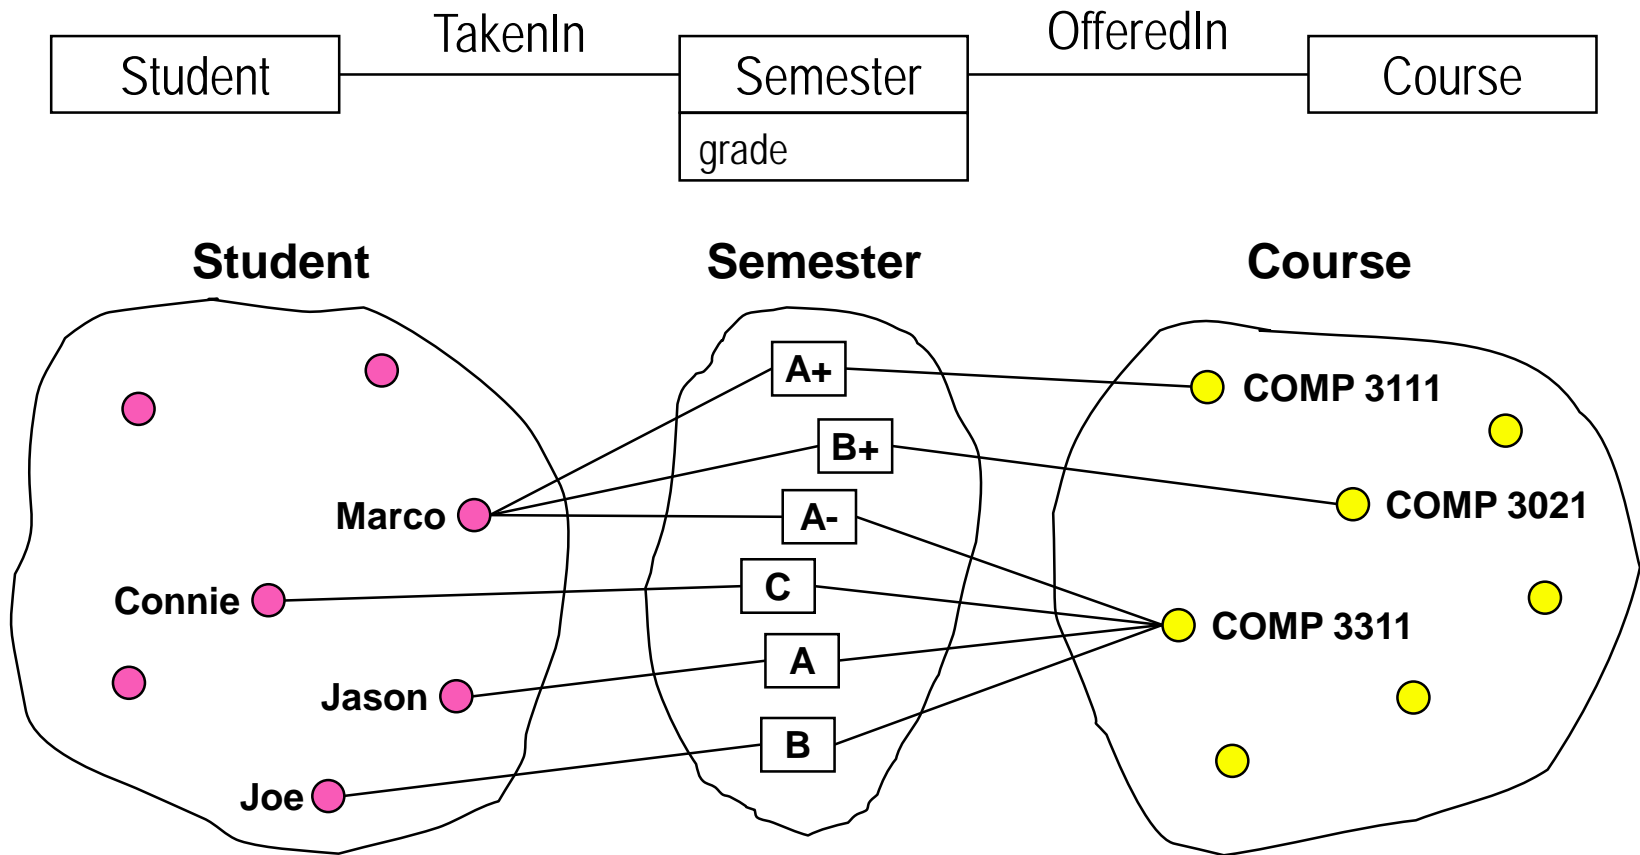 TakenIn
OfferedIn
Student
Semester
Course
grade
Student
Semester
Course
A+
COMP 3111
B+
COMP 3021
Marco
A-
C
Connie
COMP 3311
A
Jason
B
Joe